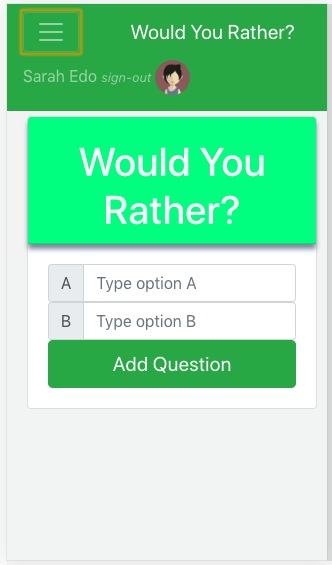 Would You Rather?
Sarah Edo sign-out
Would You
Rather?
A Type option A
B Type option B
Add Question